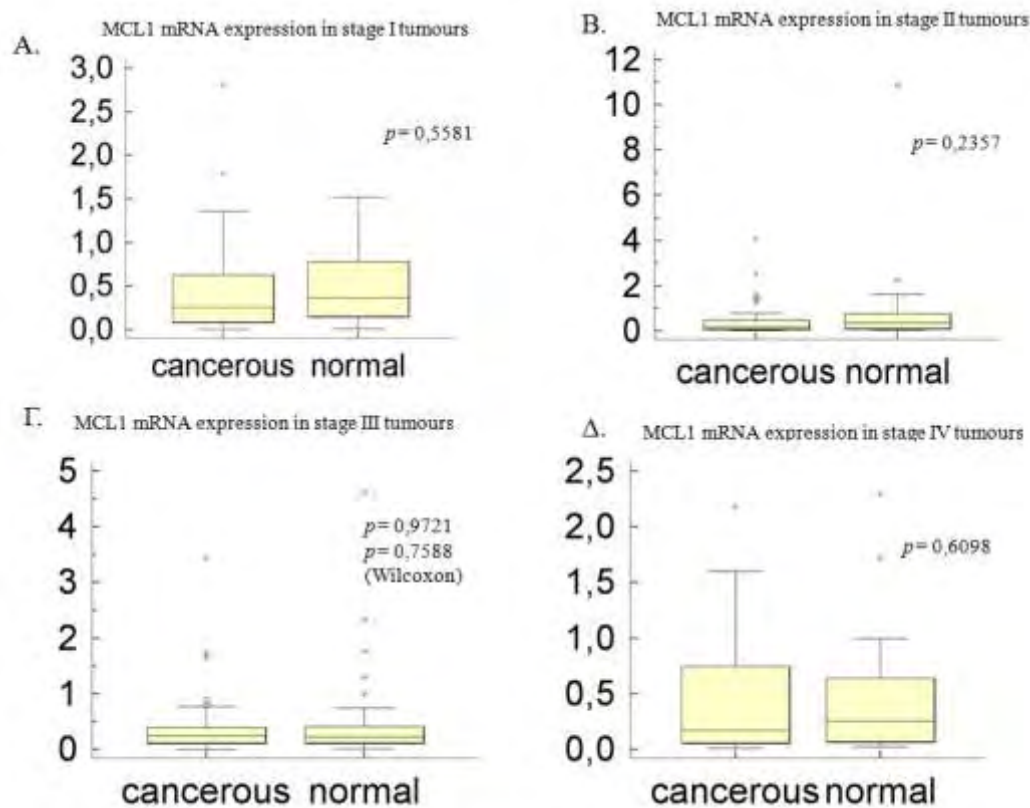 A.
MCL1 mRNA expression in stage I tumours
3,0
2,5
2,0
1,5
1,0
0,5
0,0
p= 0,5581
cancerous normal
B.
MCL1 mRNA expression in stage II tumours
12
10
8
6
4
2
0
p= 0,2357
cancerous normal
Γ.
MCL1 mRNA expression in stage III tumours
5
4
3
2
1
0
p= 0,9721
p= 0,7588
(Wilcoxon)
cancerous normal
Δ.
MCL1 mRNA expression in stage IV tumours
2,5
2,0
1,5
1,0
0,5
0,0
p= 0,6098
cancerous normal